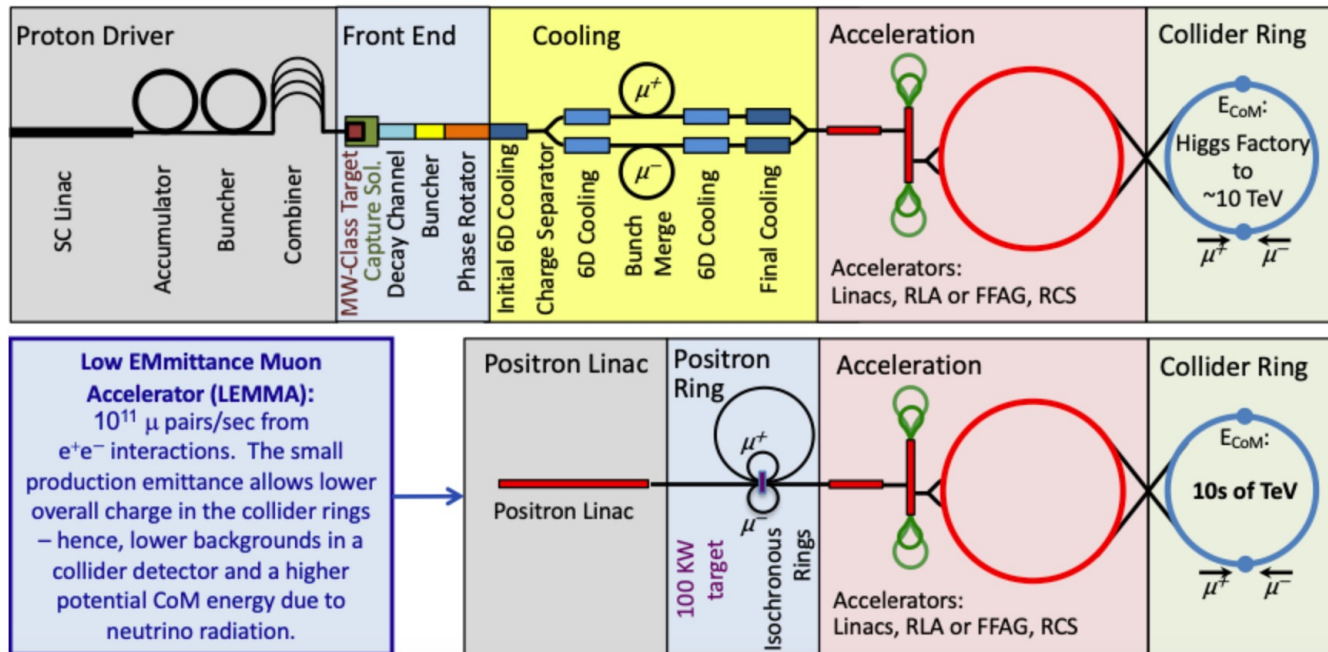 Proton Driver
Front End
Cooling
Acceleration
Collider Ring
SC Linac
Accumulator
Buncher
Combiner
MW-Class Target
Capture Sol.
Decay Channel
Buncher
Phase Rotator
Initial 6D Cooling
Charge Separator
6D Cooling
μ+
μ−
Bunch
Merge
6D Cooling
Final Cooling
Accelerators:
Linacs, RLA or FFAG, RCS
ECoM:
Higgs Factory
to
~10 TeV
μ+ μ−
Low EMmittance Muon
Accelerator (LEMMA):
10¹¹ μ pairs/sec from
e⁺e⁻ interactions. The small
production emittance allows lower
overall charge in the collider rings
– hence, lower backgrounds in a
collider detector and a higher
potential CoM energy due to
neutrino radiation.
Positron Linac
Positron
Ring
Acceleration
Collider Ring
Positron Linac
μ+
μ−
100 KW
target
Isochronous
Rings
Accelerators:
Linacs, RLA or FFAG, RCS
ECoM:
10s of TeV
μ+ μ−